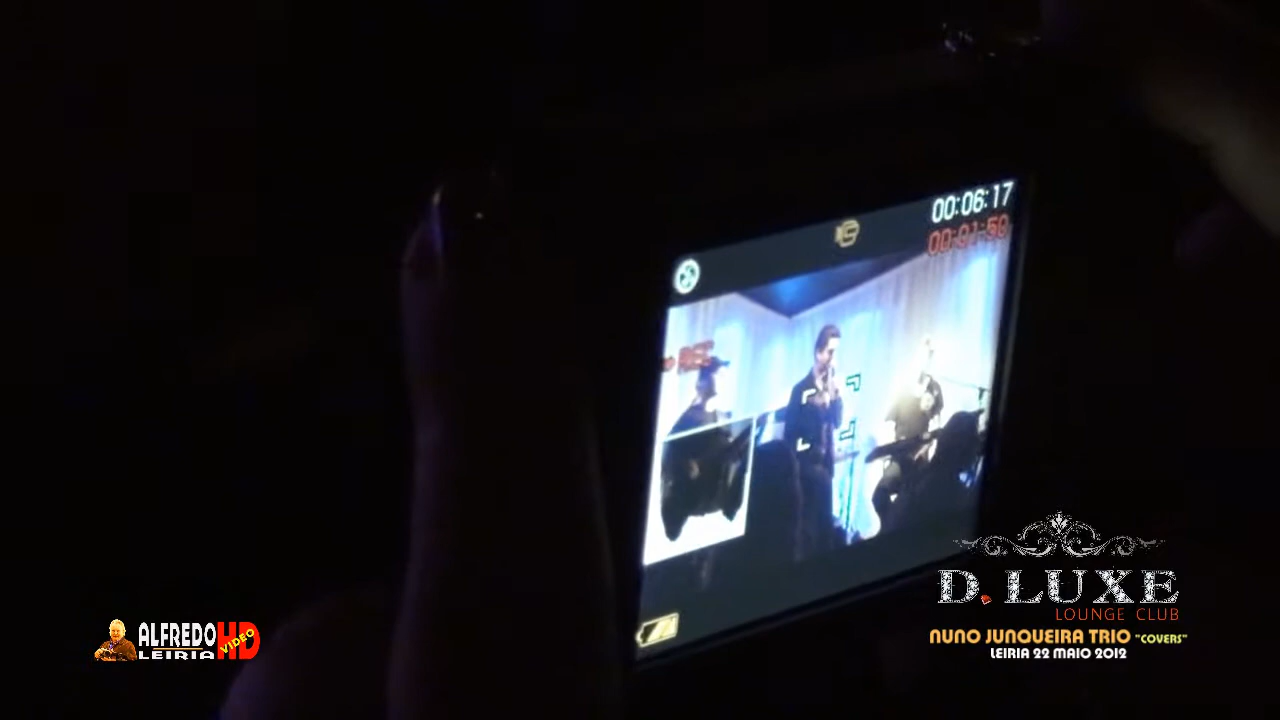 00:06:17
00:01:50
REC
D.LUXE
LOUNGE CLUB
NUNO JUNQUEIRA TRIO "COVERS"
LEIRIA 22 MAIO 2012
ALFREDO HD
LEIRIA VIDEO